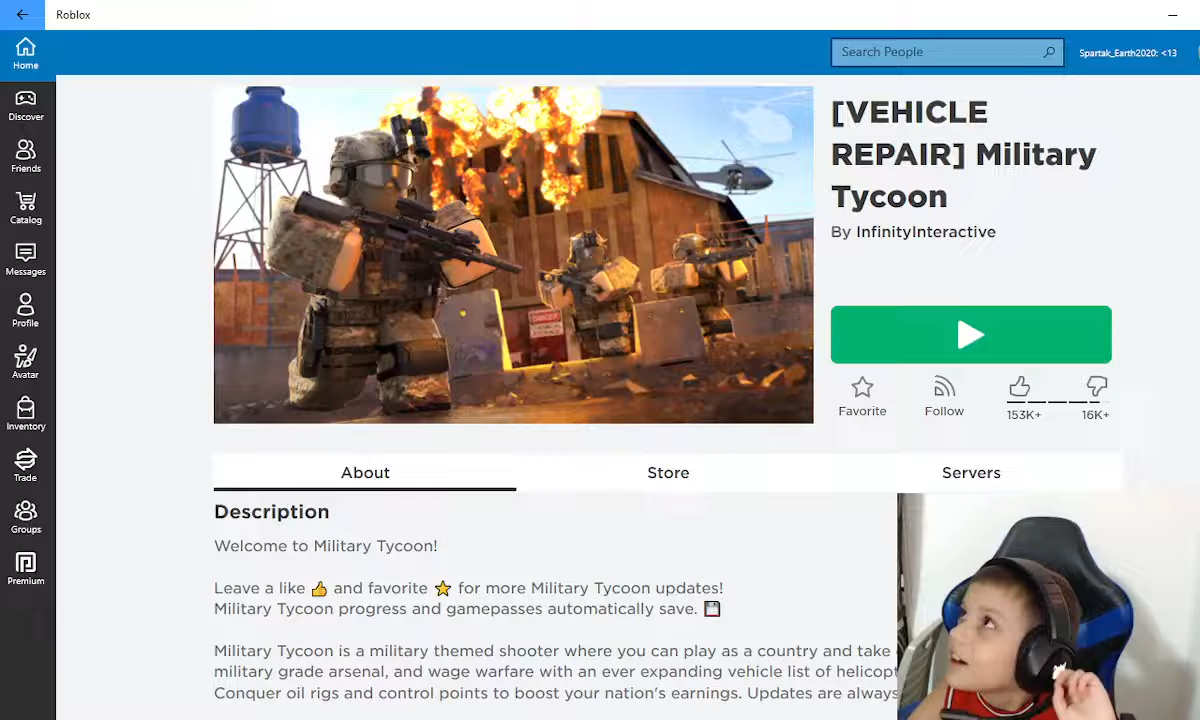 Roblox
Home
Search People
Spartak_Earth2020: <13
Discover
Friends
Catalog
Messages
Profile
Avatar
Inventory
Trade
Groups
Premium
[VEHICLE
REPAIR] Military
Tycoon
By InfinityInteractive
DANGER
Favorite
Follow
153K+
16K+
About
Store
Servers
Description
Welcome to Military Tycoon!
Leave a like 👍 and favorite ⭐ for more Military Tycoon updates!
Military Tycoon progress and gamepasses automatically save. 💾
Military Tycoon is a military themed shooter where you can play as a country and take
military grade arsenal, and wage warfare with an ever expanding vehicle list of helicopt
Conquer oil rigs and control points to boost your nation's earnings. Updates are always